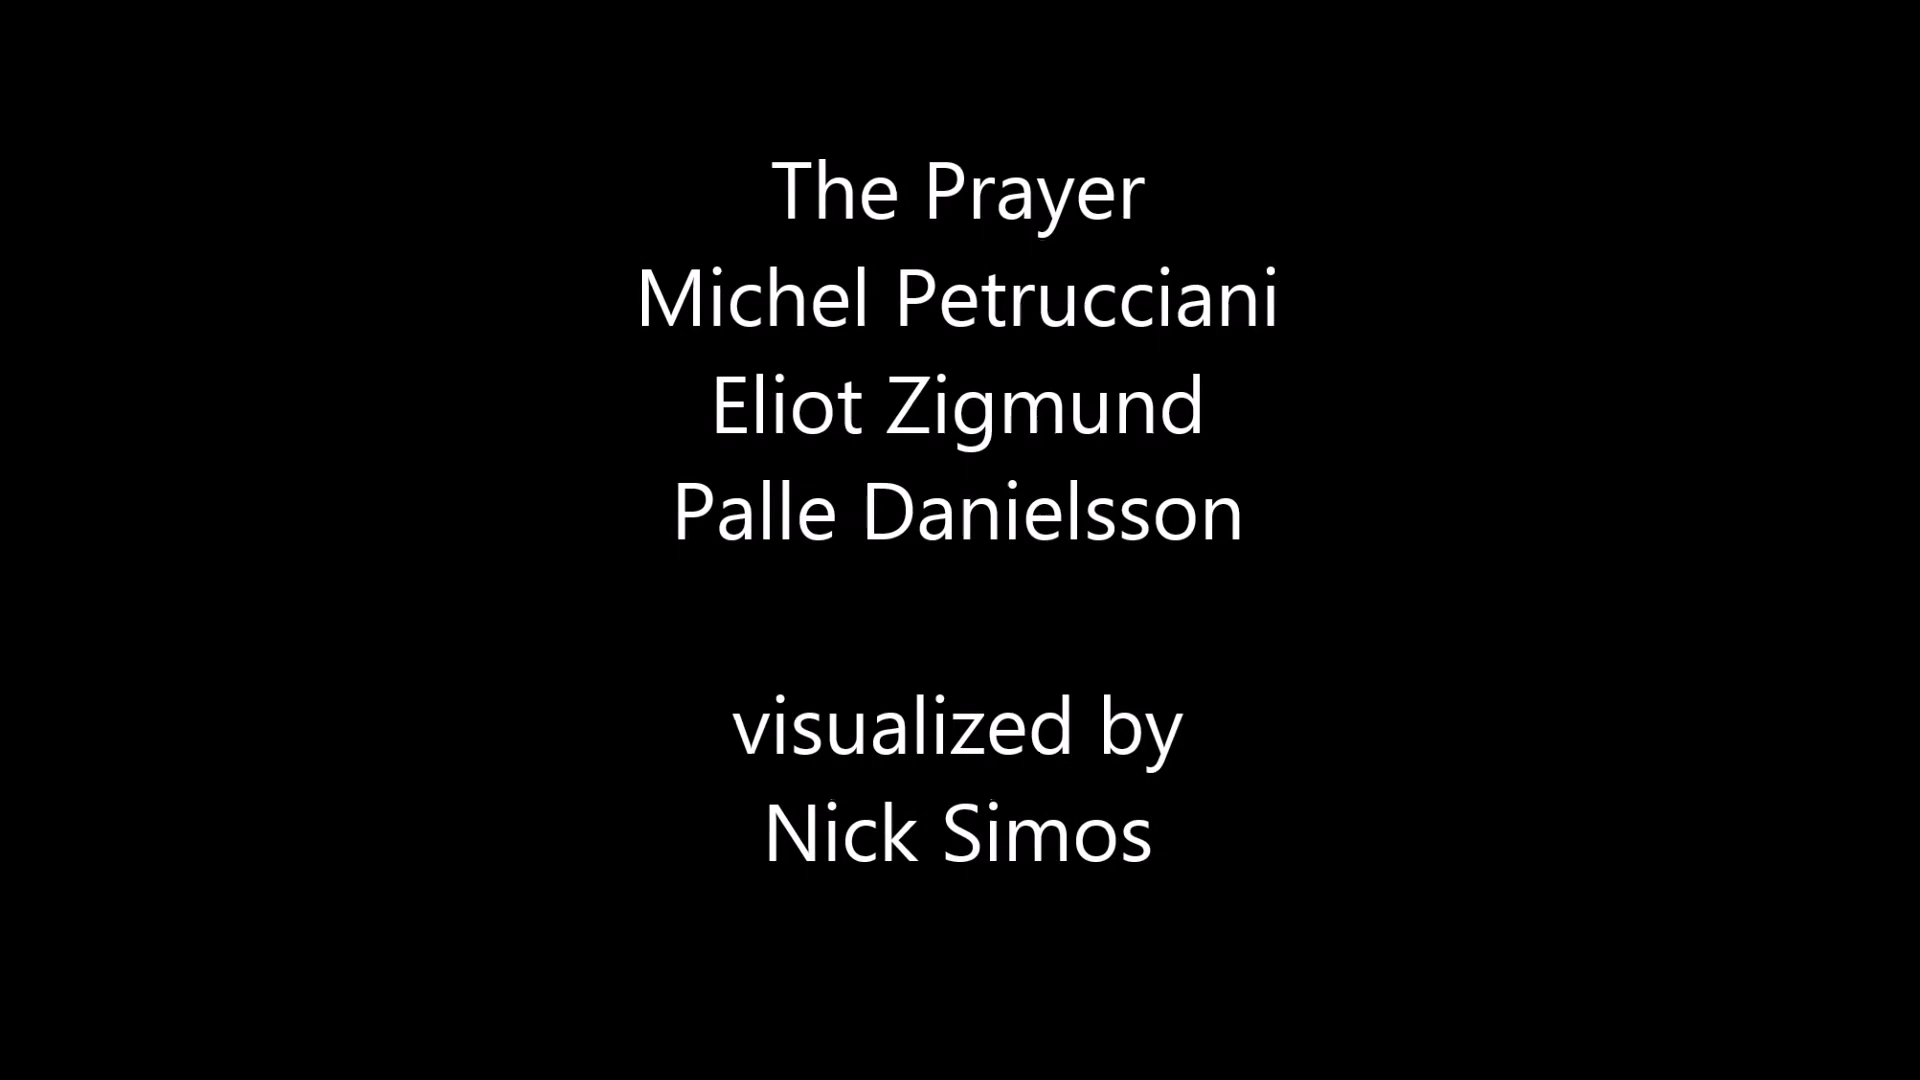 The Prayer
Michel Petrucciani
Eliot Zigmund
Palle Danielsson
visualized by
Nick Simos